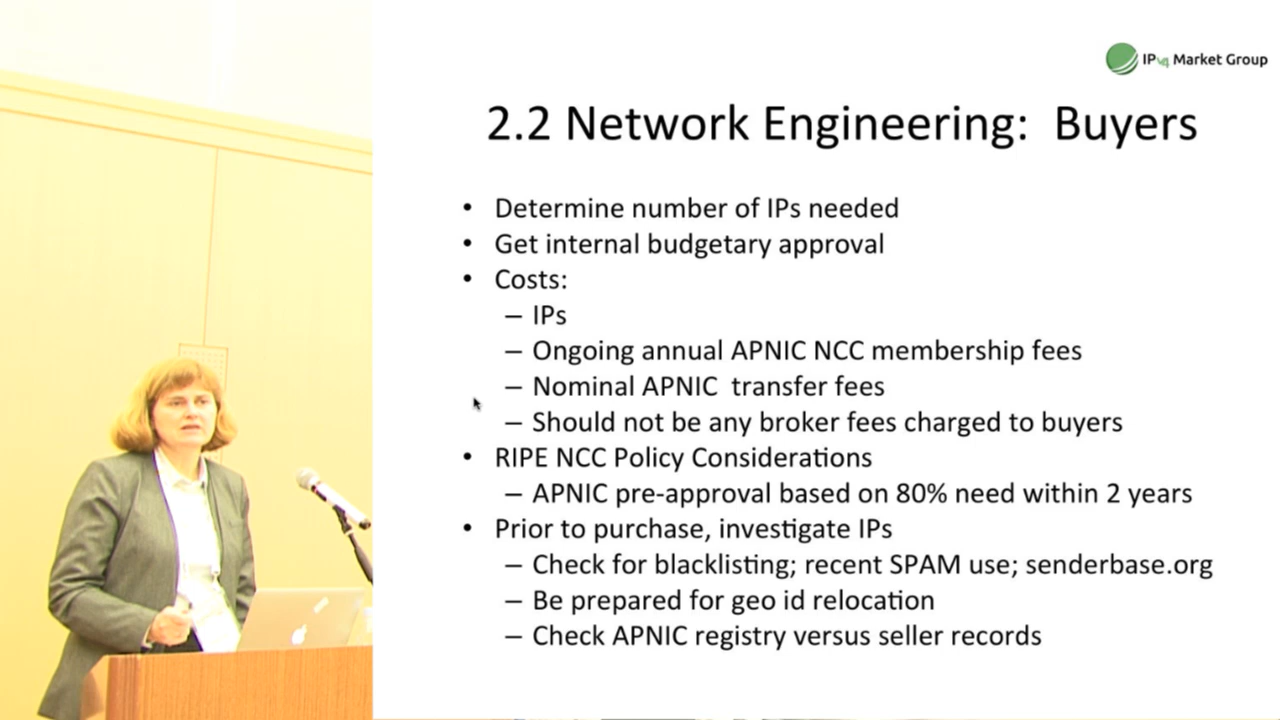 IPv4 Market Group
2.2 Network Engineering: Buyers
• Determine number of IPs needed
• Get internal budgetary approval
• Costs:
– IPs
– Ongoing annual APNIC NCC membership fees
– Nominal APNIC transfer fees
– Should not be any broker fees charged to buyers
• RIPE NCC Policy Considerations
– APNIC pre-approval based on 80% need within 2 years
• Prior to purchase, investigate IPs
– Check for blacklisting; recent SPAM use; senderbase.org
– Be prepared for geo id relocation
– Check APNIC registry versus seller records